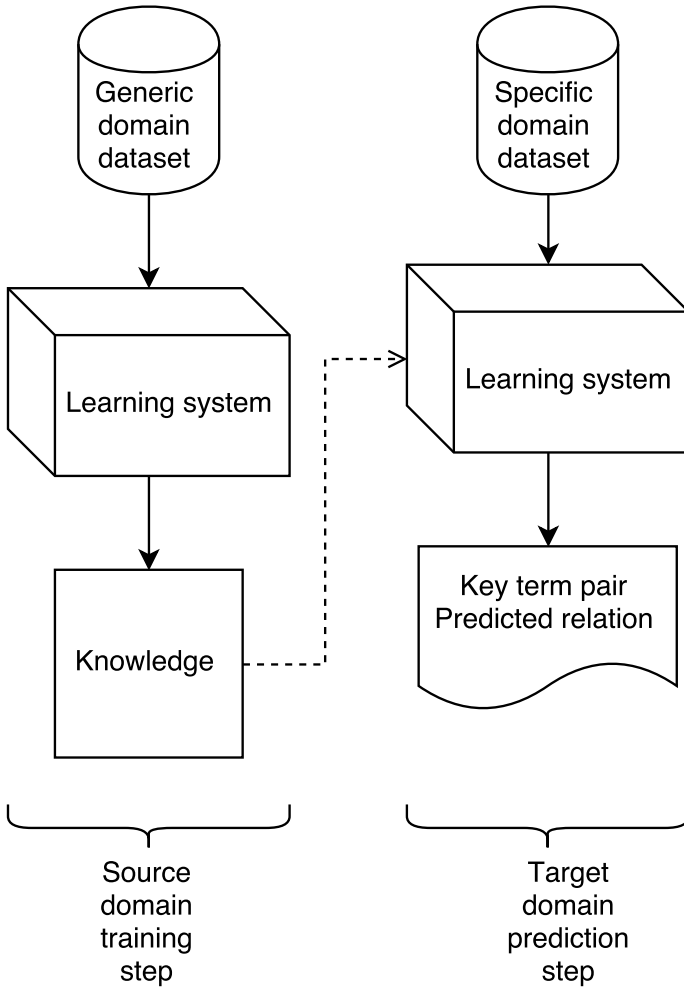 Generic
domain
dataset
Learning system
Knowledge
Source
domain
training
step
Specific
domain
dataset
Learning system
Key term pair
Predicted relation
Target
domain
prediction
step